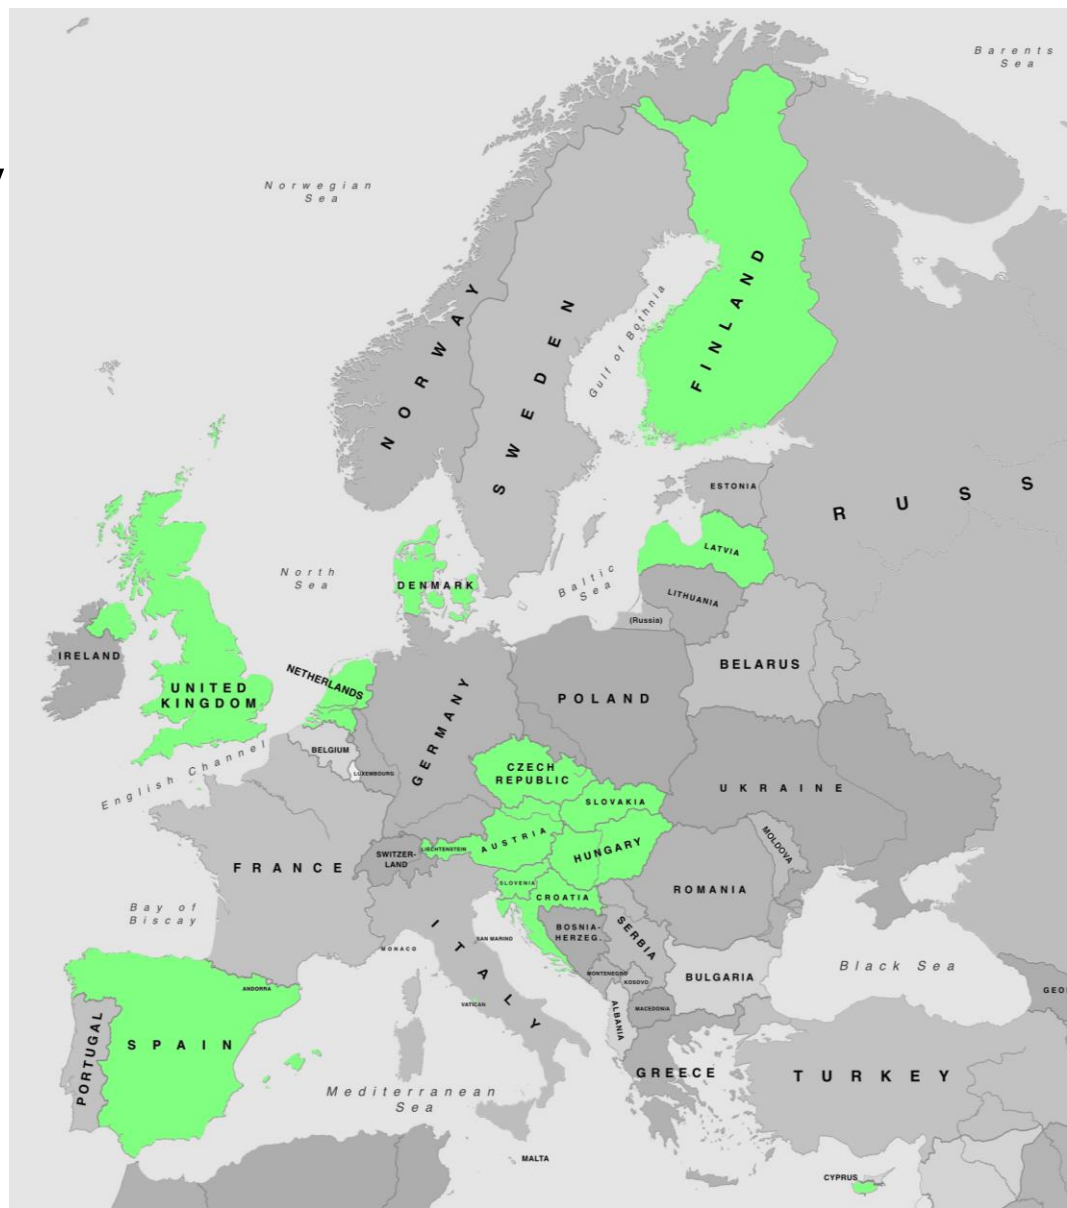 Barents
Sea
Norwegian
Sea
NORWAY
SWEDEN
FINLAND
Gulf of Bothnia
ESTONIA
RUSS
LATVIA
North
Sea
DENMARK
Baltic
Sea
LITHUANIA
(Russia)
IRELAND
UNITED
KINGDOM
NETHERLANDS
BELARUS
POLAND
GERMANY
BELGIUM
English Channel
LUXEMBOURG
CZECH
REPUBLIC
SLOVAKIA
UKRAINE
AUSTRIA
HUNGARY
MOLDOVA
FRANCE
SWITZER-
LAND
LIECHTENSTEIN
SLOVENIA
CROATIA
ROMANIA
Bay of
Biscay
MONACO
SAN MARINO
ITALY
BOSNIA-
HERZEG.
SERBIA
Black Sea
MONTENEGRO
KOSOVO
BULGARIA
GEO
ANDORRA
VATICAN
ALBANIA
MACEDONIA
PORTUGAL
SPAIN
GREECE
TURKEY
Mediterranean
Sea
MALTA
CYPRUS